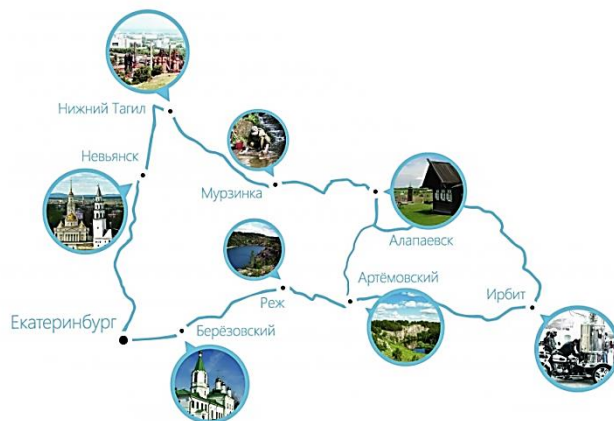 Нижний Тагил
Невьянск
Мурзинка
Алапаевск
Артёмовский
Реж
Ирбит
Екатеринбург
Берёзовский